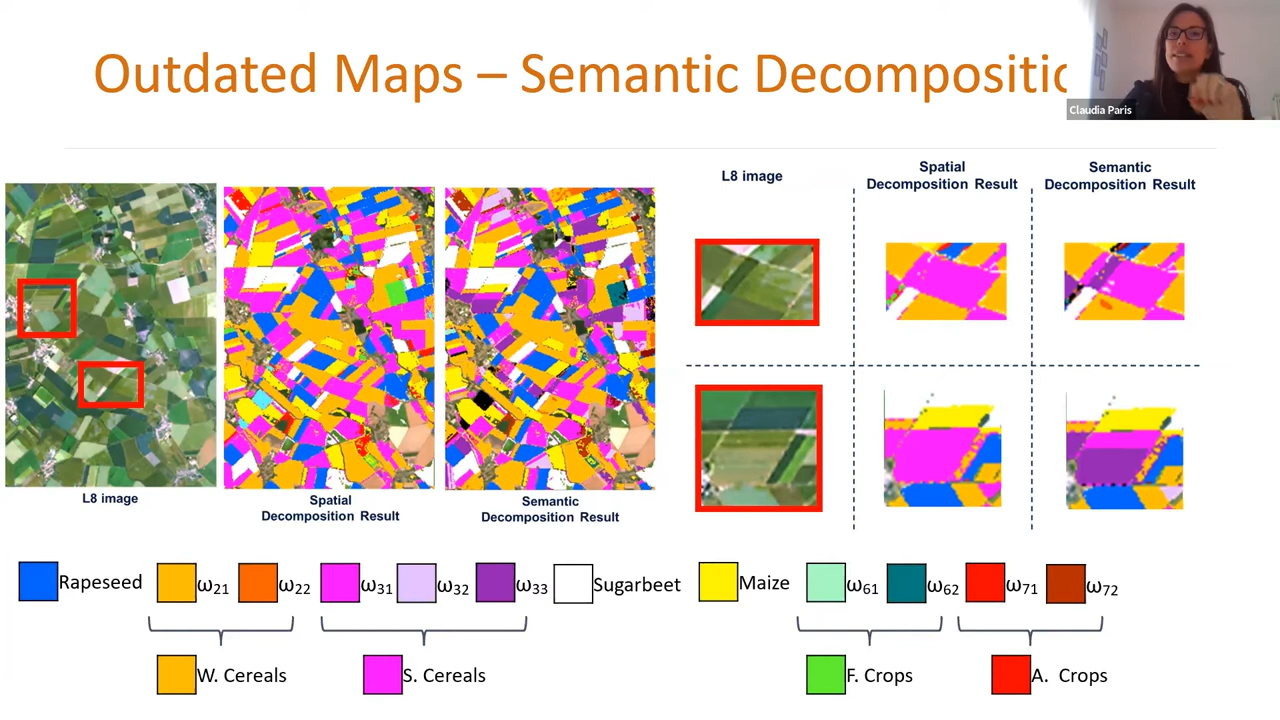 Outdated Maps – Semantic Decompositio
Claudia Paris
L8 image
Spatial
Decomposition Result
Semantic
Decomposition Result
L8 image
Spatial
Decomposition Result
Semantic
Decomposition Result
Rapeseed
ω21
ω22
ω31
ω32
ω33
Sugarbeet
Maize
ω61
ω62
ω71
ω72
W. Cereals
S. Cereals
F. Crops
A. Crops